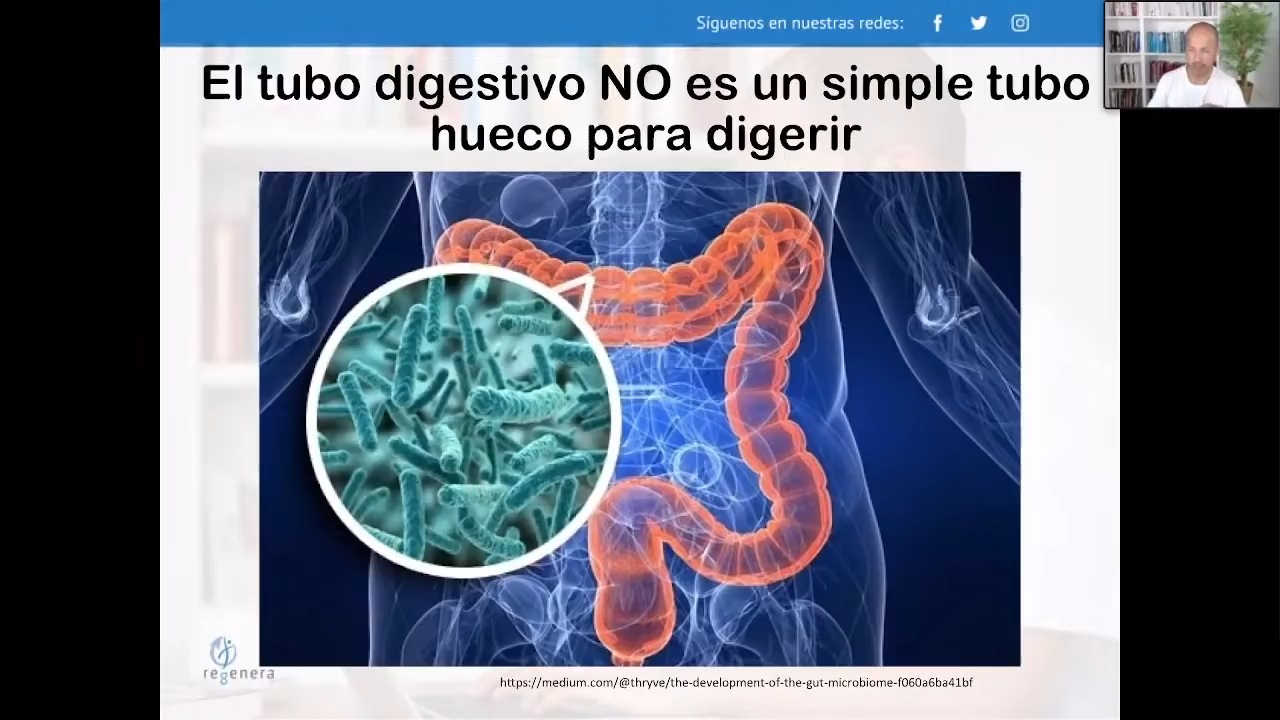 Síguenos en nuestras redes:
El tubo digestivo NO es un simple tubo
hueco para digerir
regenera
https://medium.com/@thryve/the-development-of-the-gut-microbiome-f060a6ba41bf